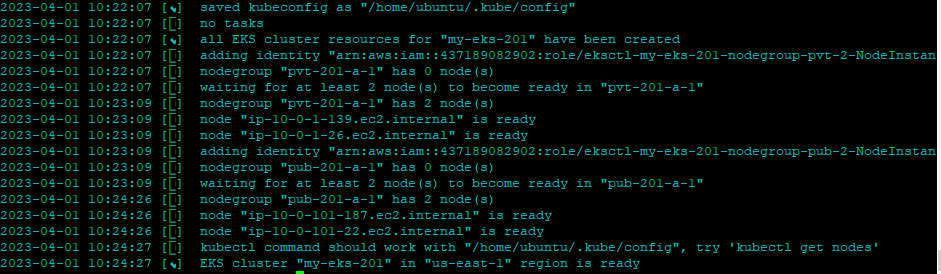 2023-04-01 10:22:07 [✔] saved kubeconfig as "/home/ubuntu/.kube/config"
2023-04-01 10:22:07 [] no tasks
2023-04-01 10:22:07 [✔] all EKS cluster resources for "my-eks-201" have been created
2023-04-01 10:22:07 [] adding identity "arn:aws:iam::437189082902:role/eksctl-my-eks-201-nodegroup-pvt-2-NodeInstan
2023-04-01 10:22:07 [] nodegroup "pvt-201-a-1" has 0 node(s)
2023-04-01 10:22:07 [] waiting for at least 2 node(s) to become ready in "pvt-201-a-1"
2023-04-01 10:23:09 [] nodegroup "pvt-201-a-1" has 2 node(s)
2023-04-01 10:23:09 [] node "ip-10-0-1-139.ec2.internal" is ready
2023-04-01 10:23:09 [] node "ip-10-0-1-26.ec2.internal" is ready
2023-04-01 10:23:09 [] adding identity "arn:aws:iam::437189082902:role/eksctl-my-eks-201-nodegroup-pub-2-NodeInstan
2023-04-01 10:23:09 [] nodegroup "pub-201-a-1" has 0 node(s)
2023-04-01 10:23:09 [] waiting for at least 2 node(s) to become ready in "pub-201-a-1"
2023-04-01 10:24:26 [] nodegroup "pub-201-a-1" has 2 node(s)
2023-04-01 10:24:26 [] node "ip-10-0-101-187.ec2.internal" is ready
2023-04-01 10:24:26 [] node "ip-10-0-101-22.ec2.internal" is ready
2023-04-01 10:24:27 [] kubectl command should work with "/home/ubuntu/.kube/config", try 'kubectl get nodes'
2023-04-01 10:24:27 [✔] EKS cluster "my-eks-201" in "us-east-1" region is ready